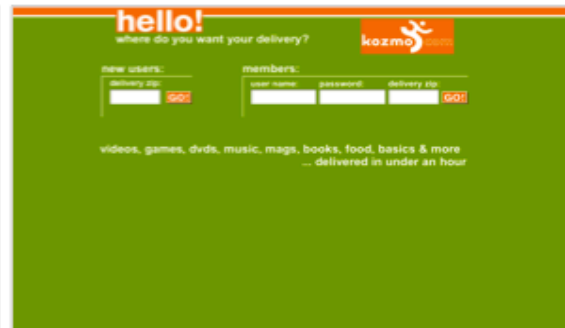 hello!
where do you want your delivery?
kozmo.com
new users:
members:
delivery zip:
user name:
password:
delivery zip:
GO!
GO!
videos, games, dvds, music, mags, books, food, basics & more
... delivered in under an hour